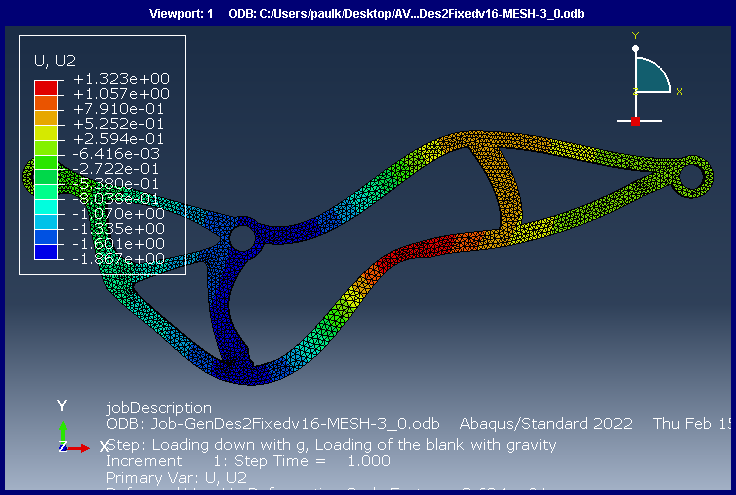 Viewport: 1 ODB: C:/Users/paulk/Desktop/AV...Des2Fixedv16-MESH-3_0.odb
U, U2
+1.323e+00
+1.057e+00
+7.910e-01
+5.252e-01
+2.594e-01
-6.416e-03
-2.722e-01
-5.380e-01
-8.038e-01
-1.070e+00
-1.335e+00
-1.601e+00
-1.867e+00
Y
X
Z
Y
X
Z
jobDescription
ODB: Job-GenDes2Fixedv16-MESH-3_0.odb Abaqus/Standard 2022 Thu Feb 15
Step: Loading down with g, Loading of the blank with gravity
Increment 1: Step Time = 1.000
Primary Var: U, U2